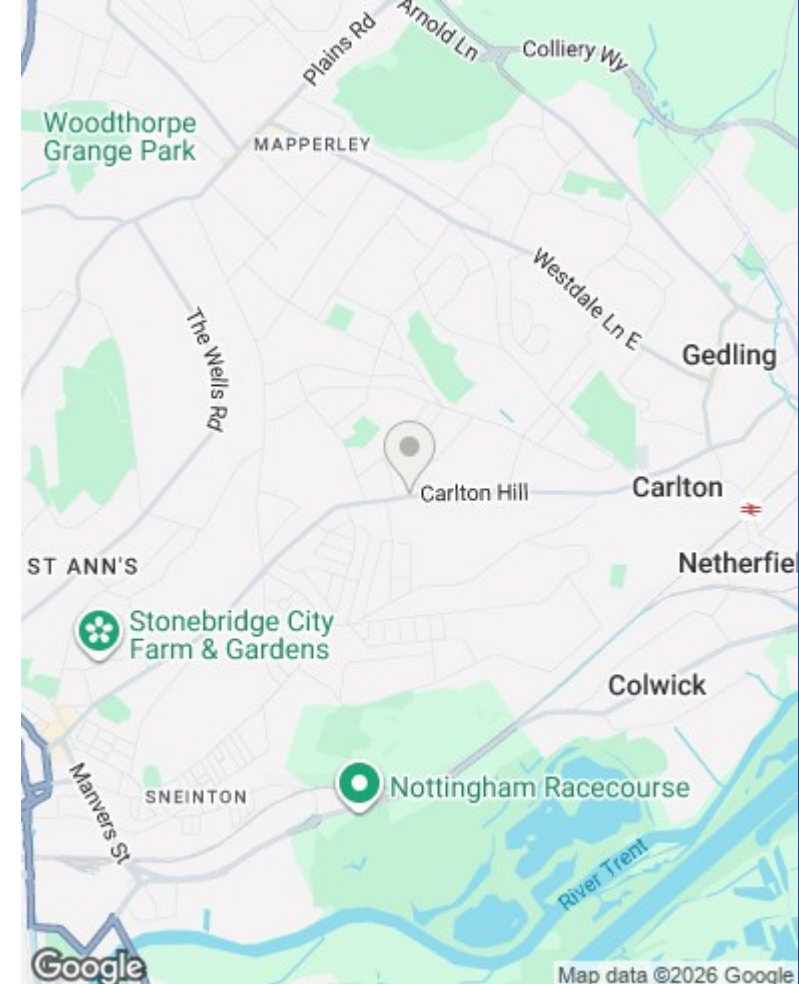 Arnold Ln
Plains Rd
Colliery Wy
Woodthorpe
Grange Park
MAPPERLEY
Westdale Ln E
The Wells Rd
Gedling
Carlton Hill
Carlton
ST ANN'S
Netherfiel
Stonebridge City
Farm & Gardens
Colwick
Manvers St
SNEINTON
Nottingham Racecourse
River Trent
Google
Map data ©2026 Google